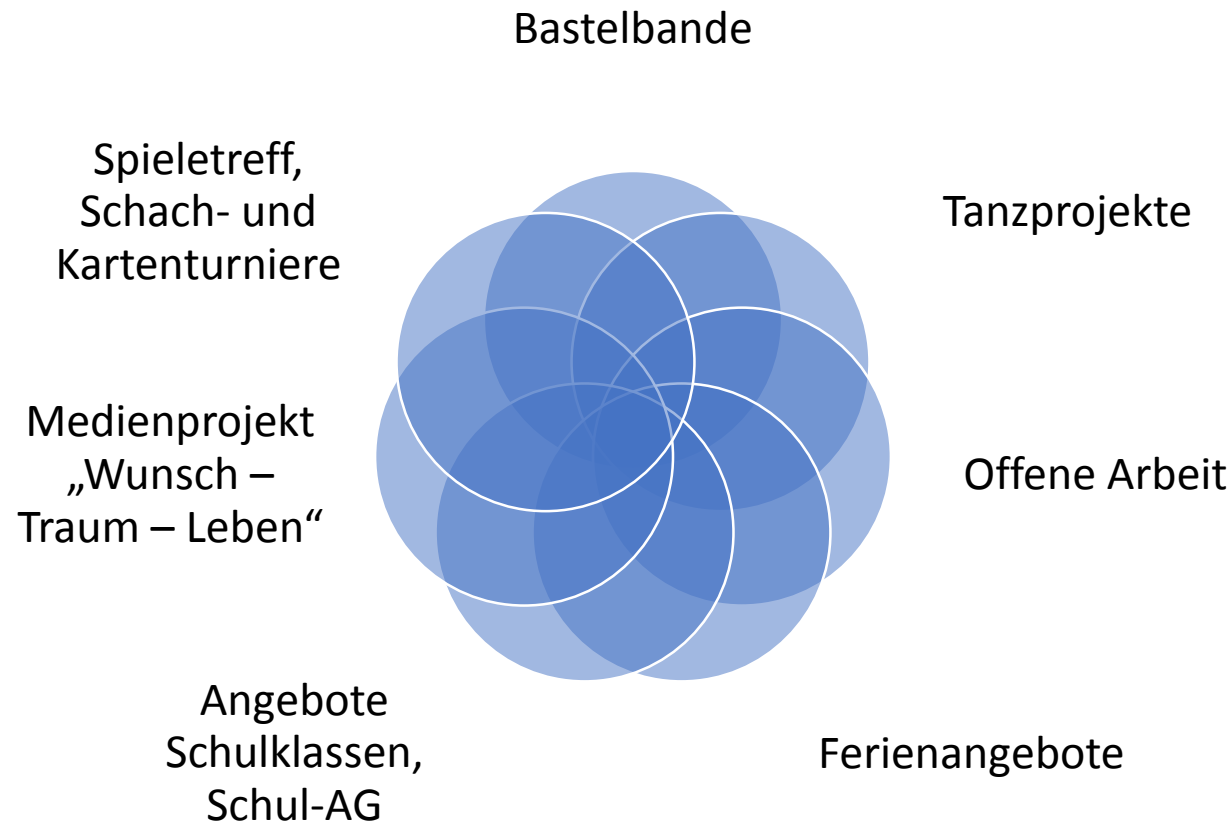 Bastelbande
Tanzprojekte
Offene Arbeit
Ferienangebote
Angebote
Schulklassen,
Schul-AG
Medienprojekt
„Wunsch –
Traum – Leben“
Spieletreff,
Schach- und
Kartenturniere